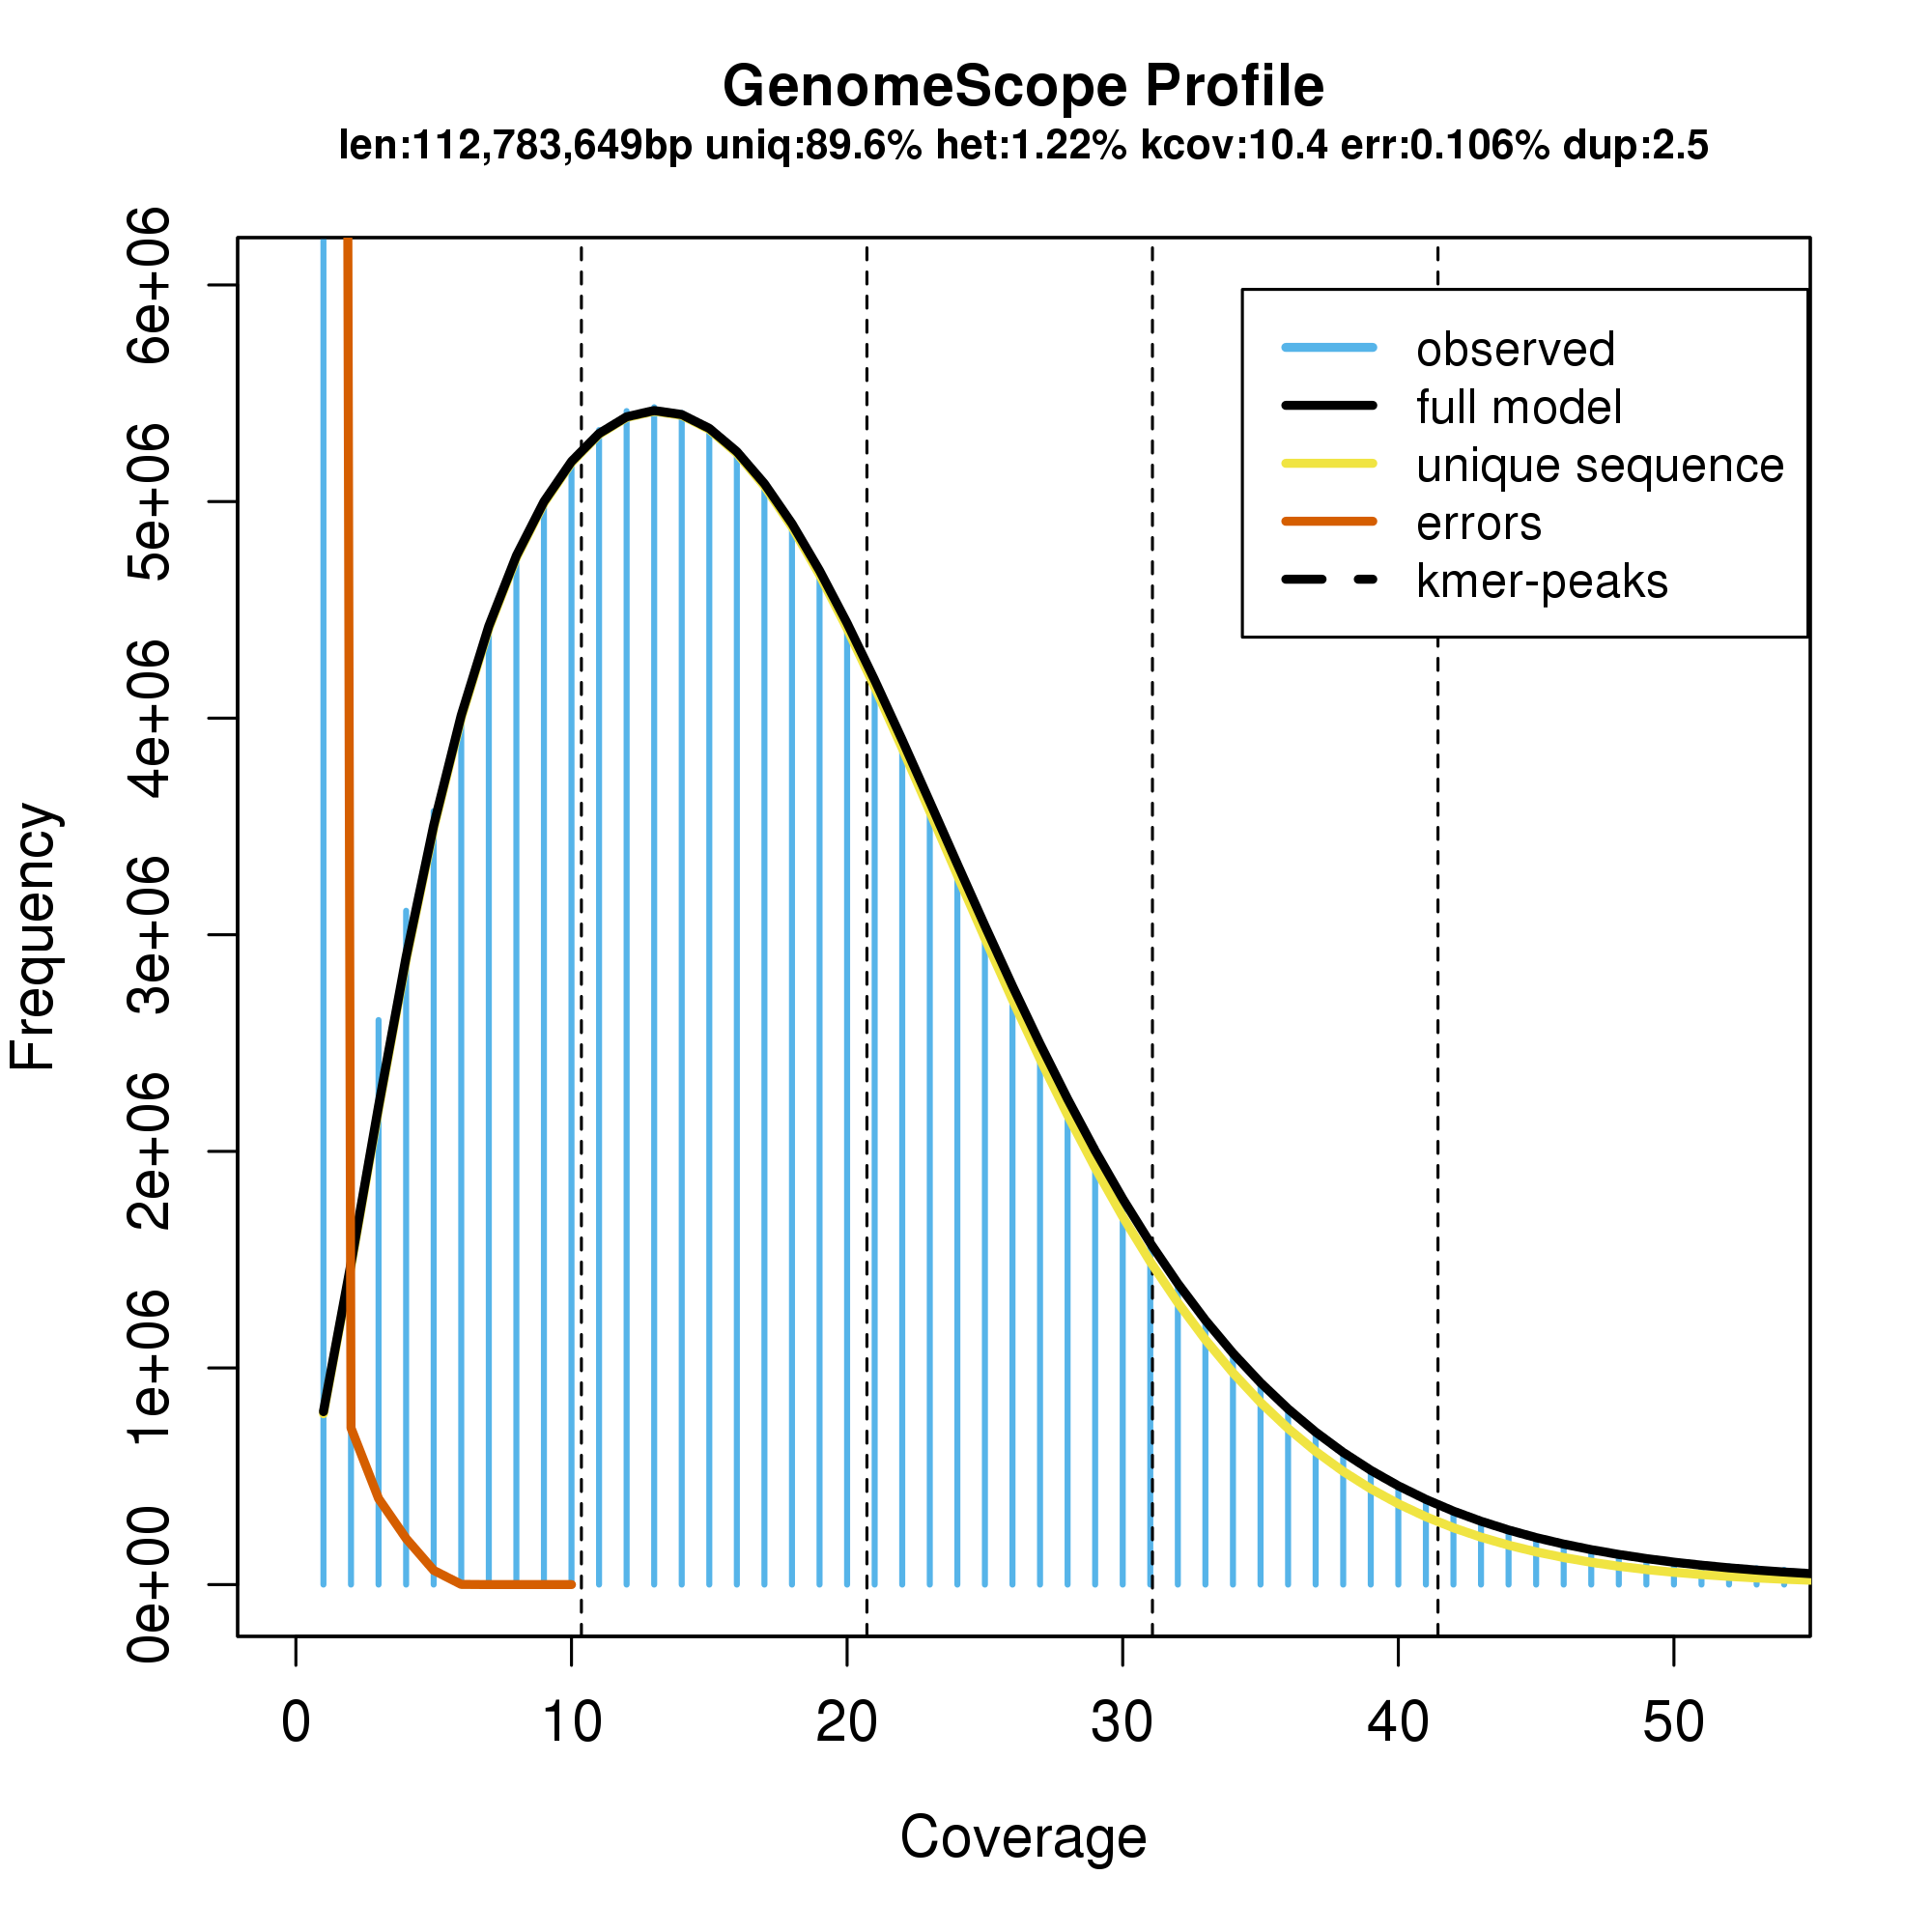 GenomeScope Profile
len:112,783,649bp uniq:89.6% het:1.22% kcov:10.4 err:0.106% dup:2.5
observed
full model
unique sequence
errors
kmer-peaks
Frequency
6e+06
5e+06
4e+06
3e+06
2e+06
1e+06
0e+00
0 10 20 30 40 50
Coverage